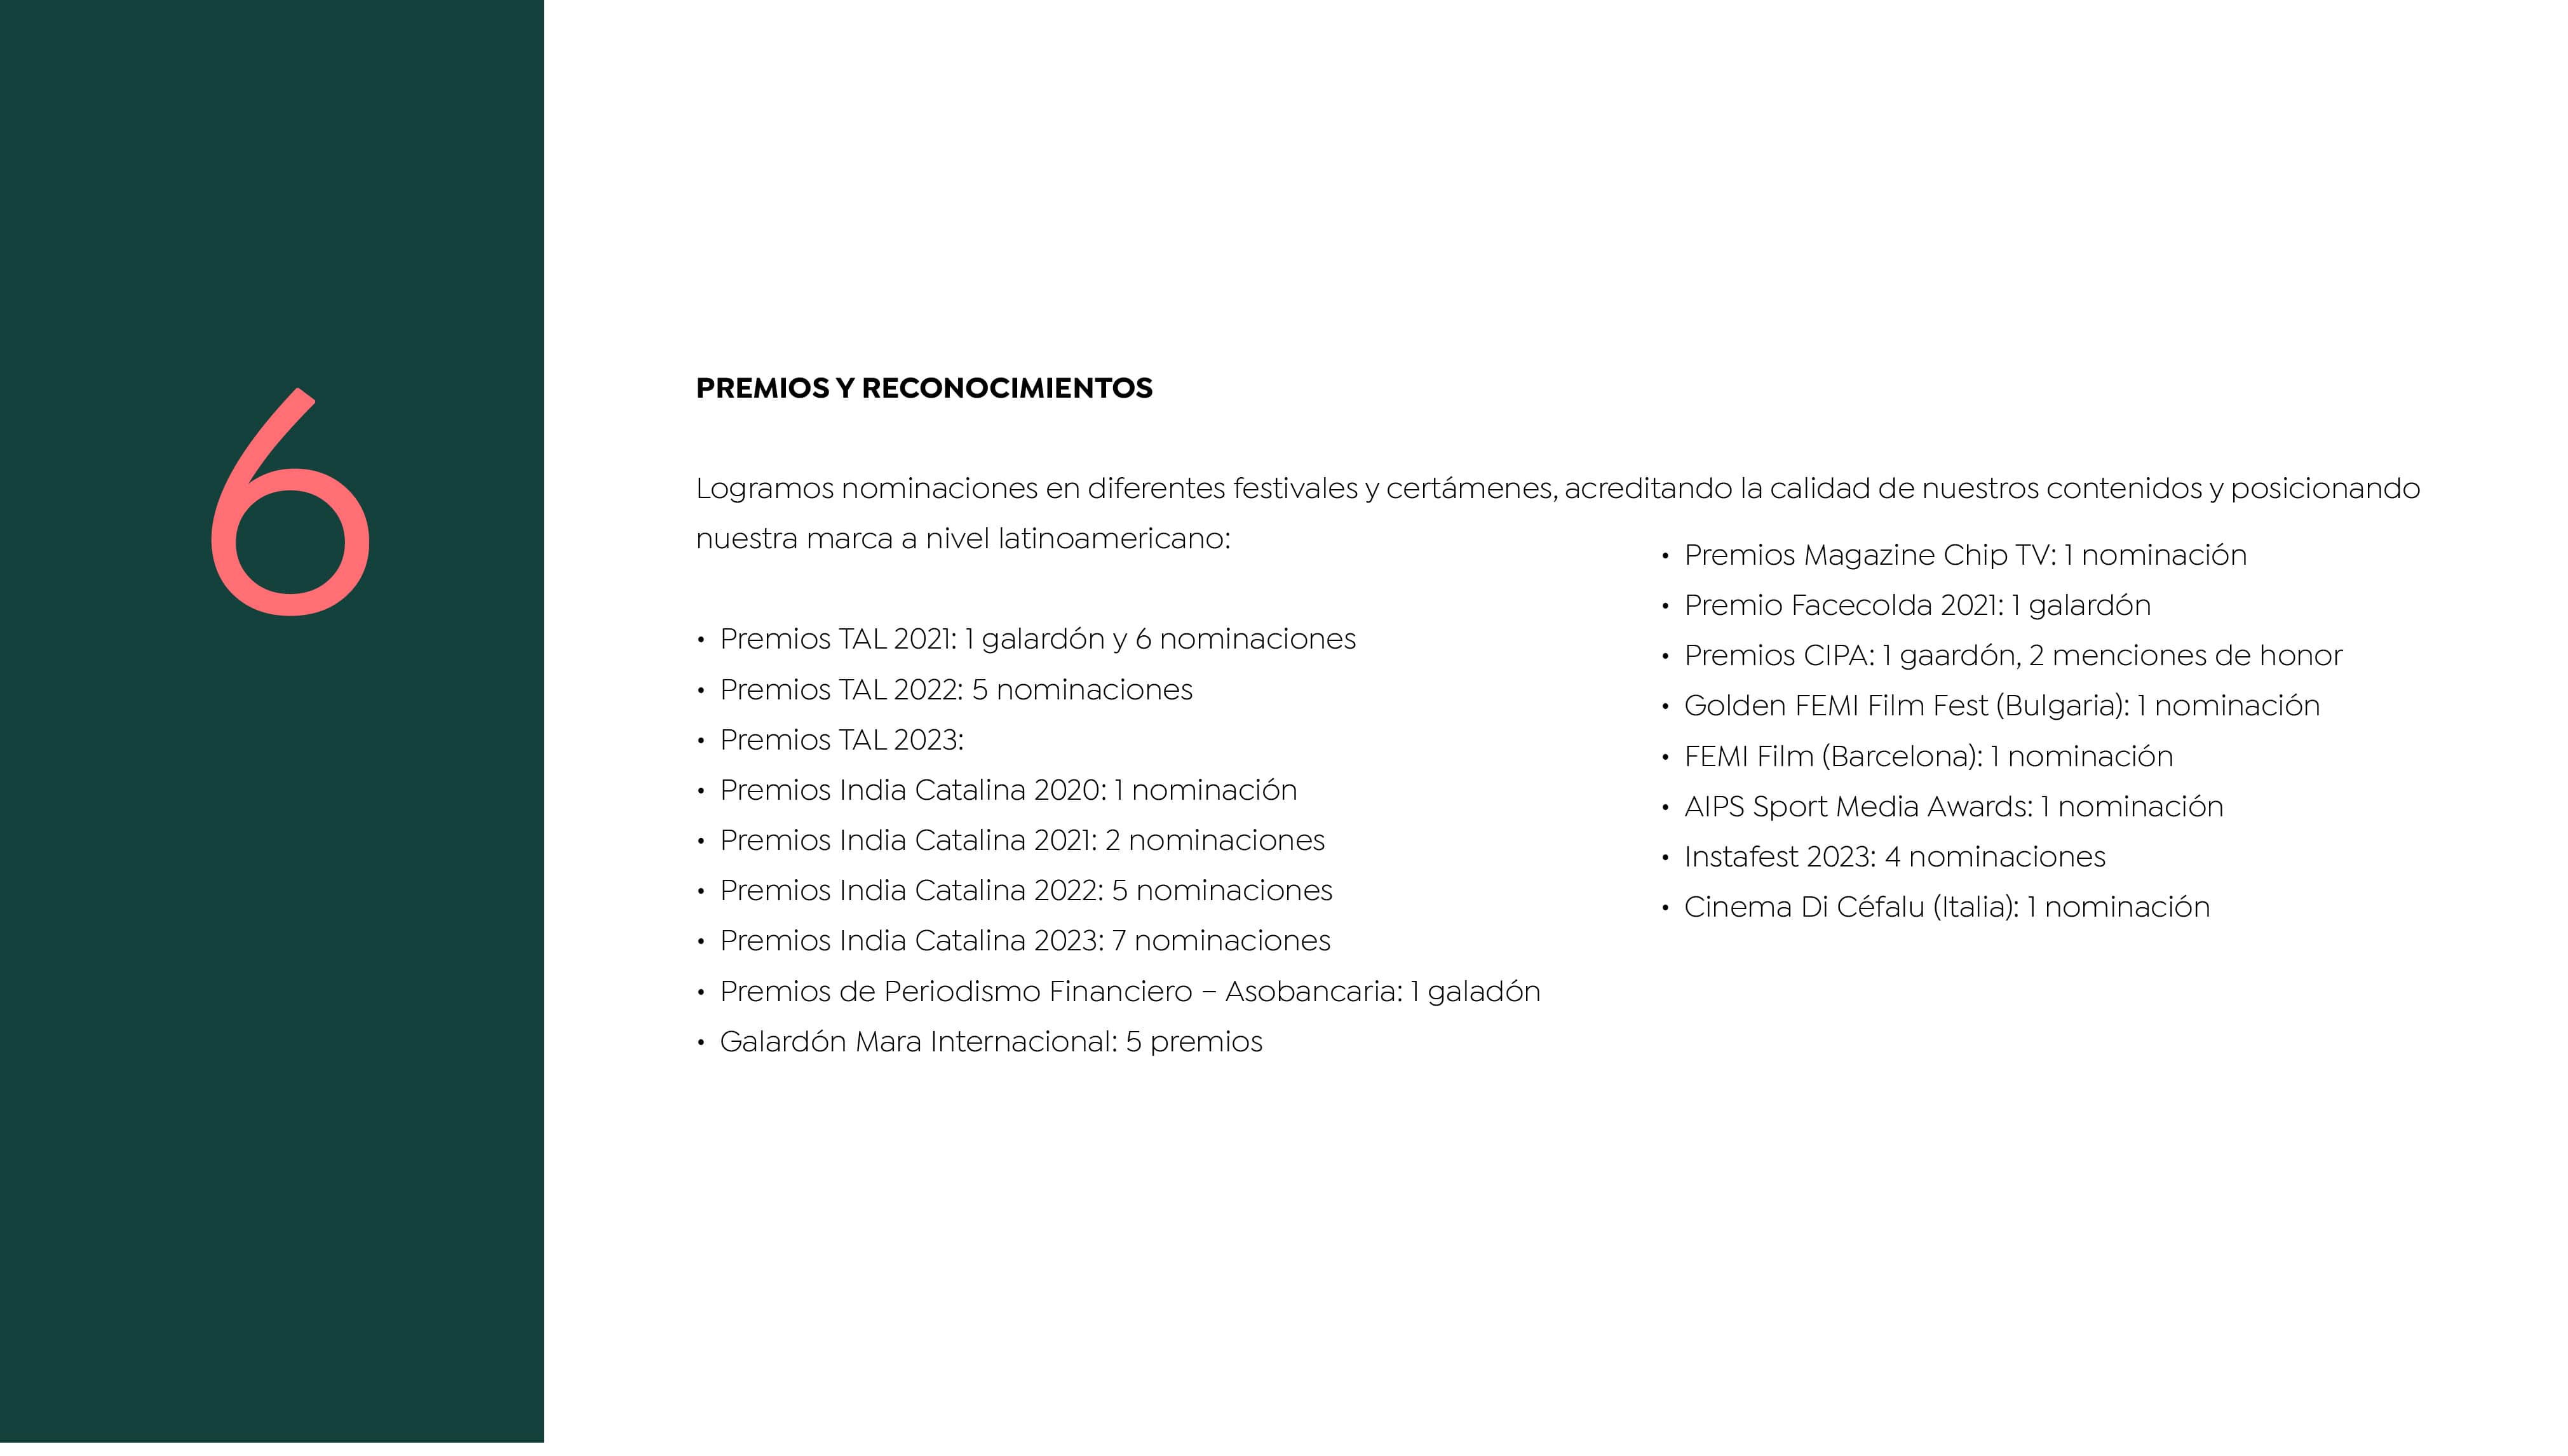 6
PREMIOS Y RECONOCIMIENTOS
Logramos nominaciones en diferentes festivales y certámenes, acreditando la calidad de nuestros contenidos y posicionando
nuestra marca a nivel latinoamericano:
• Premios TAL 2021: 1 galardón y 6 nominaciones
• Premios TAL 2022: 5 nominaciones
• Premios TAL 2023:
• Premios India Catalina 2020: 1 nominación
• Premios India Catalina 2021: 2 nominaciones
• Premios India Catalina 2022: 5 nominaciones
• Premios India Catalina 2023: 7 nominaciones
• Premios de Periodismo Financiero – Asobancaria: 1 galadón
• Galardón Mara Internacional: 5 premios
• Premios Magazine Chip TV: 1 nominación
• Premio Facecolda 2021: 1 galardón
• Premios CIPA: 1 gaardón, 2 menciones de honor
• Golden FEMI Film Fest (Bulgaria): 1 nominación
• FEMI Film (Barcelona): 1 nominación
• AIPS Sport Media Awards: 1 nominación
• Instafest 2023: 4 nominaciones
• Cinema Di Céfalu (Italia): 1 nominación